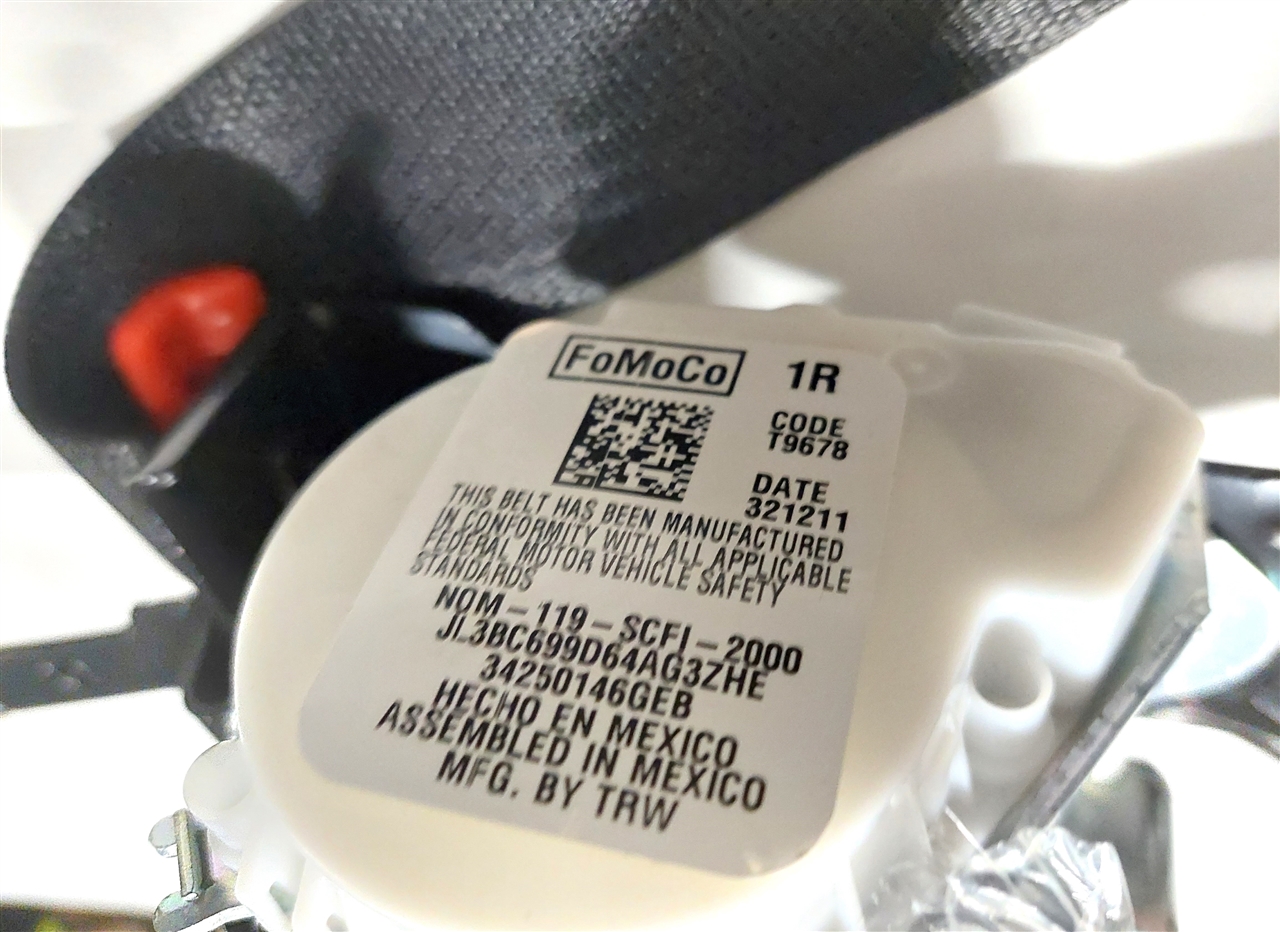 FoMoCo 1R
CODE
T9678
DATE
321211
THIS BELT HAS BEEN MANUFACTURED
IN CONFORMITY WITH ALL APPLICABLE
FEDERAL MOTOR VEHICLE SAFETY
STANDARDS
NOM-119-SCFI-2000
JL3BC699D64AG3ZHE
34250146GEB
HECHO EN MEXICO
ASSEMBLED IN MEXICO
MFG. BY TRW